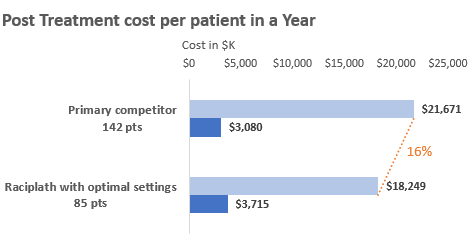 Post Treatment cost per patient in a Year
Cost in $K
$0 $5,000 $10,000 $15,000 $20,000 $25,000
Primary competitor
142 pts
$21,671
$3,080
16%
Raciplath with optimal settings
85 pts
$18,249
$3,715